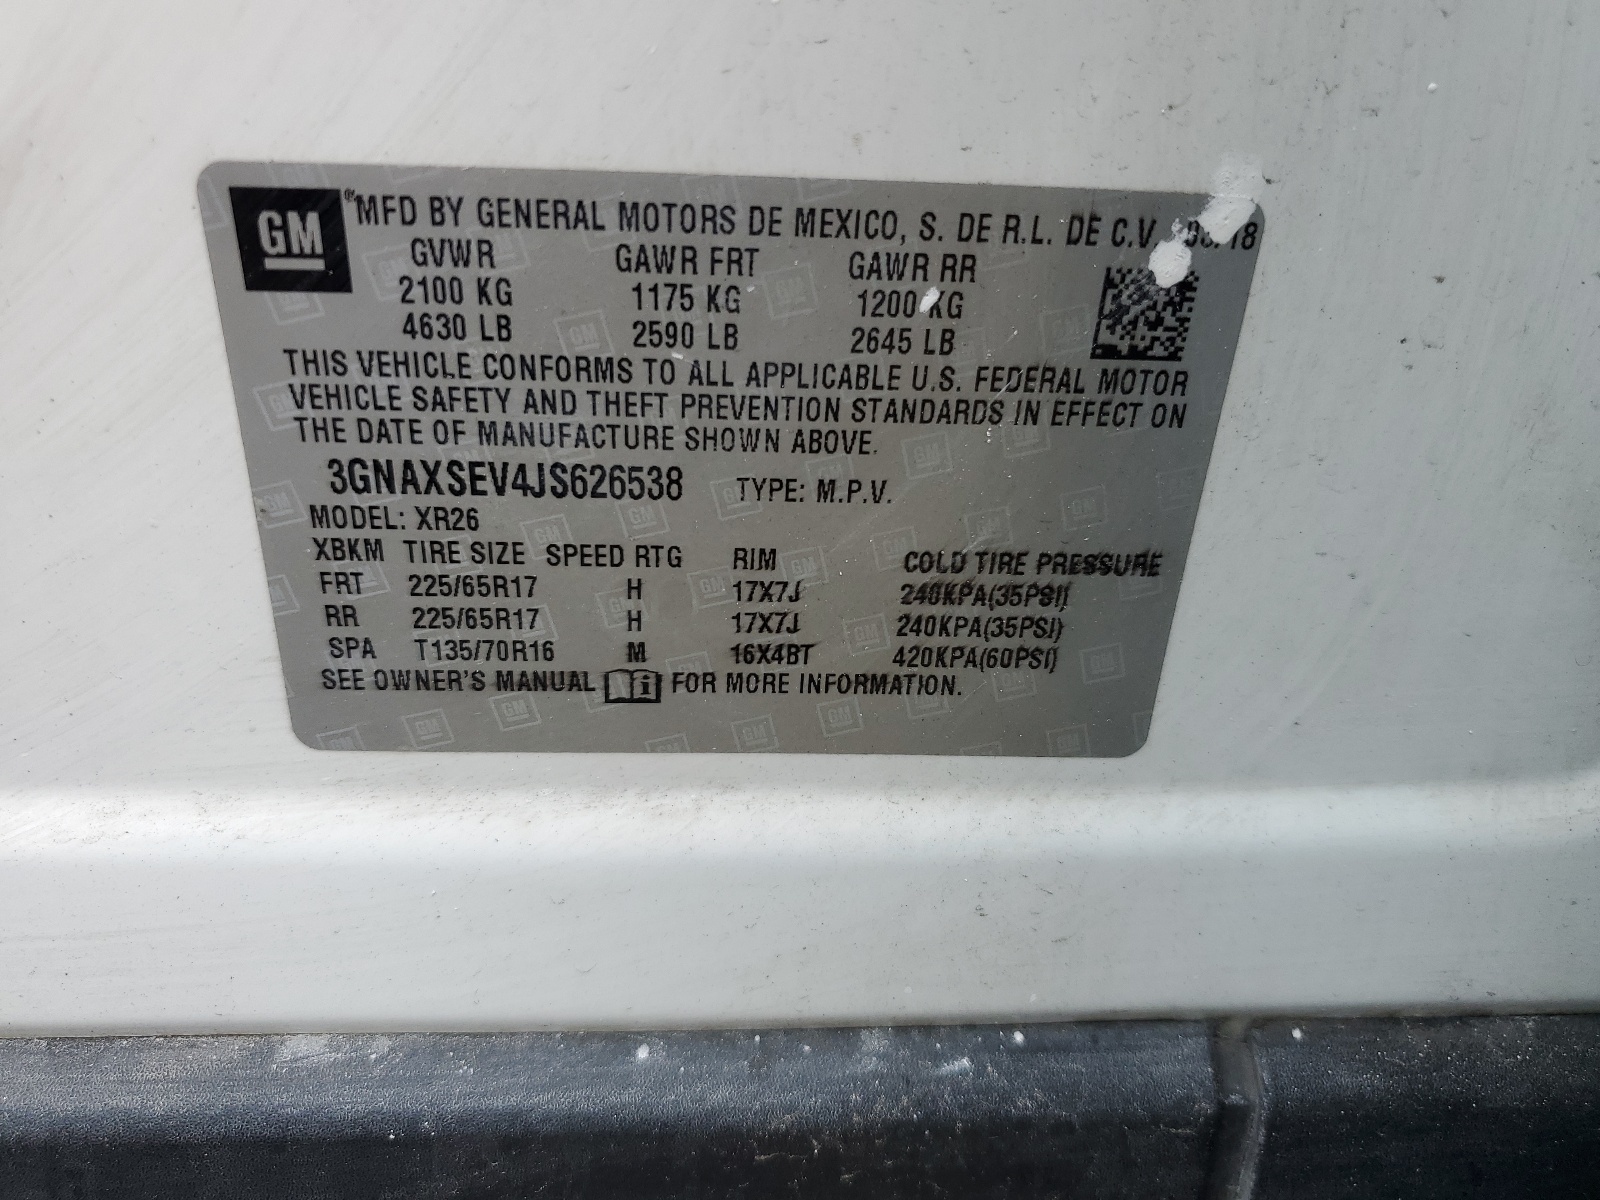 GM ® MFD BY GENERAL MOTORS DE MEXICO, S. DE R.L. DE C.V.
GVWR GAWR FRT GAWR RR
2100 KG 1175 KG 1200 KG
4630 LB 2590 LB 2645 LB
THIS VEHICLE CONFORMS TO ALL APPLICABLE U.S. FEDERAL MOTOR
VEHICLE SAFETY AND THEFT PREVENTION STANDARDS IN EFFECT ON
THE DATE OF MANUFACTURE SHOWN ABOVE.
3GNAXSEV4JS626538 TYPE: M.P.V.
MODEL: XR26
XBKM TIRE SIZE SPEED RTG RIM COLD TIRE PRESSURE
FRT 225/65R17 H 17X7J 240KPA(35PSI)
RR 225/65R17 H 17X7J 240KPA(35PSI)
SPA T135/70R16 M 16X4BT 420KPA(60PSI)
SEE OWNER'S MANUAL i FOR MORE INFORMATION.